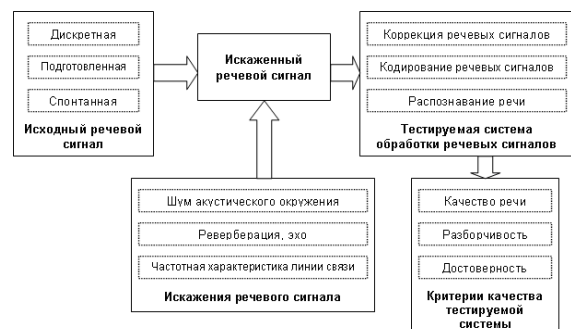 Дискретная
Подготовленная
Спонтанная
Исходный речевой
сигнал
Искаженный
речевой сигнал
Коррекция речевых сигналов
Кодирование речевых сигналов
Распознавание речи
Тестируемая система
обработки речевых сигналов
Шум акустического окружения
Реверберация, эхо
Частотная характеристика линии связи
Искажения речевого сигнала
Качество речи
Разборчивость
Достоверность
Критерии качества
тестируемой
системы